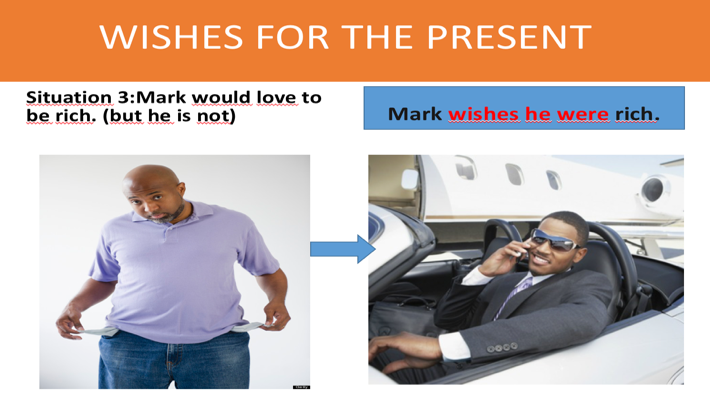 WISHES FOR THE PRESENT
Situation 3:Mark would love to
be rich. (but he is not)
Mark wishes he were rich.